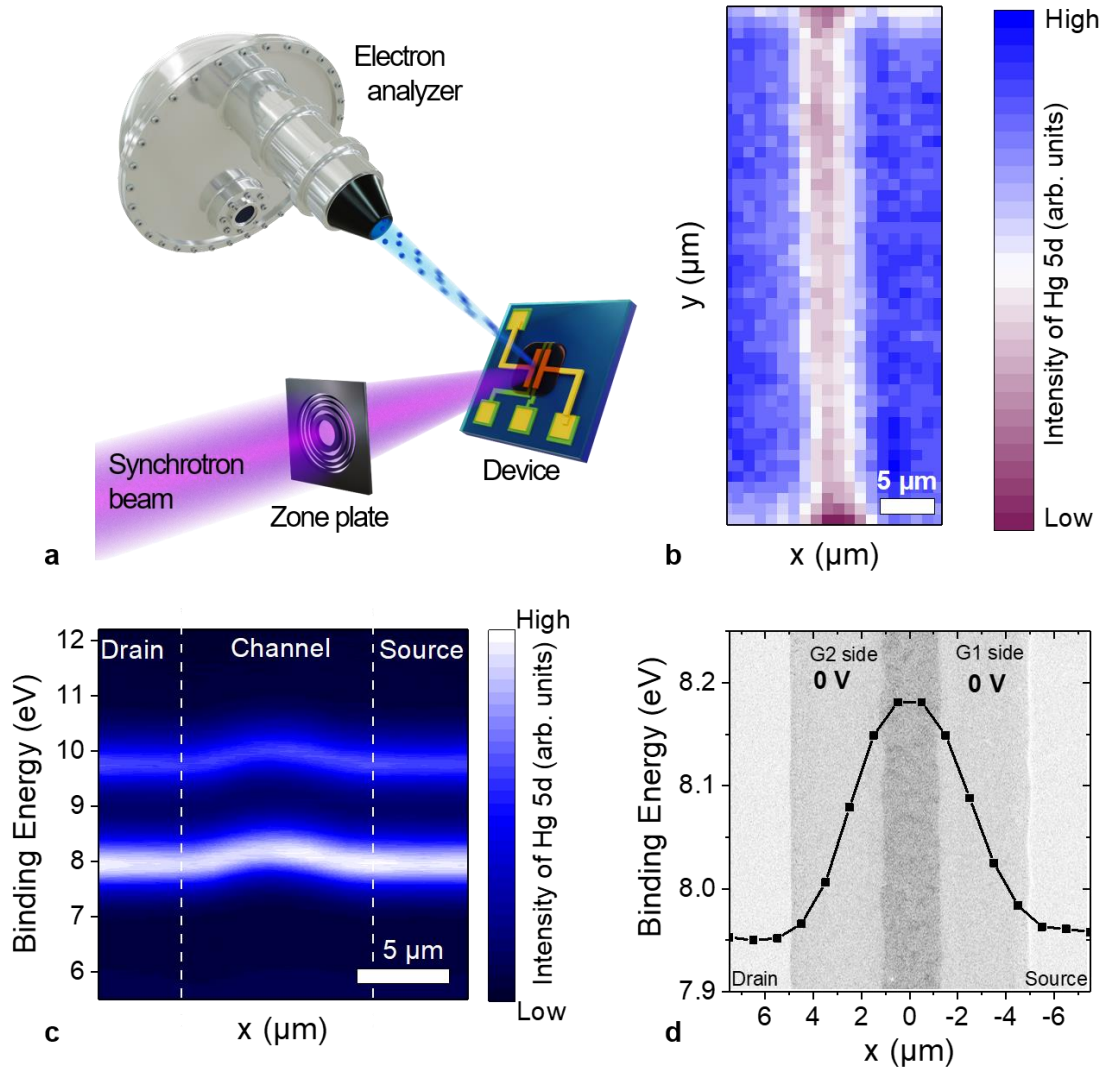 Electron
analyzer
Synchrotron
beam
Zone plate
Device
a
b
y (µm)
5 µm
x (µm)
High
Intensity of Hg 5d (arb. units)
Low
12
11
10
9
8
7
6
Binding Energy (eV)
Drain
Channel
Source
5 µm
x (µm)
c
High
Intensity of Hg 5d (arb. units)
Low
8.2
8.1
8.0
7.9
Binding Energy (eV)
G2 side
0 V
G1 side
0 V
Drain
Source
6 4 2 0 -2 -4 -6
x (µm)
d